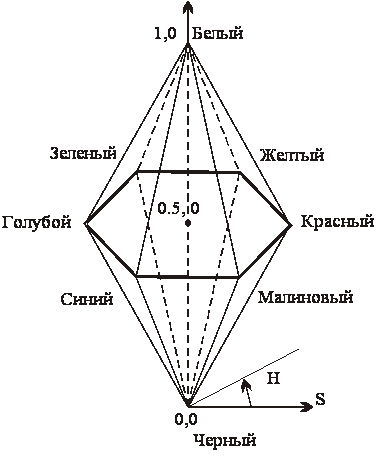 1,0 Белый
Зеленый Желтый
0.5, 0
Голубой Красный
Синий Малиновый
H
S
0,0
Черный